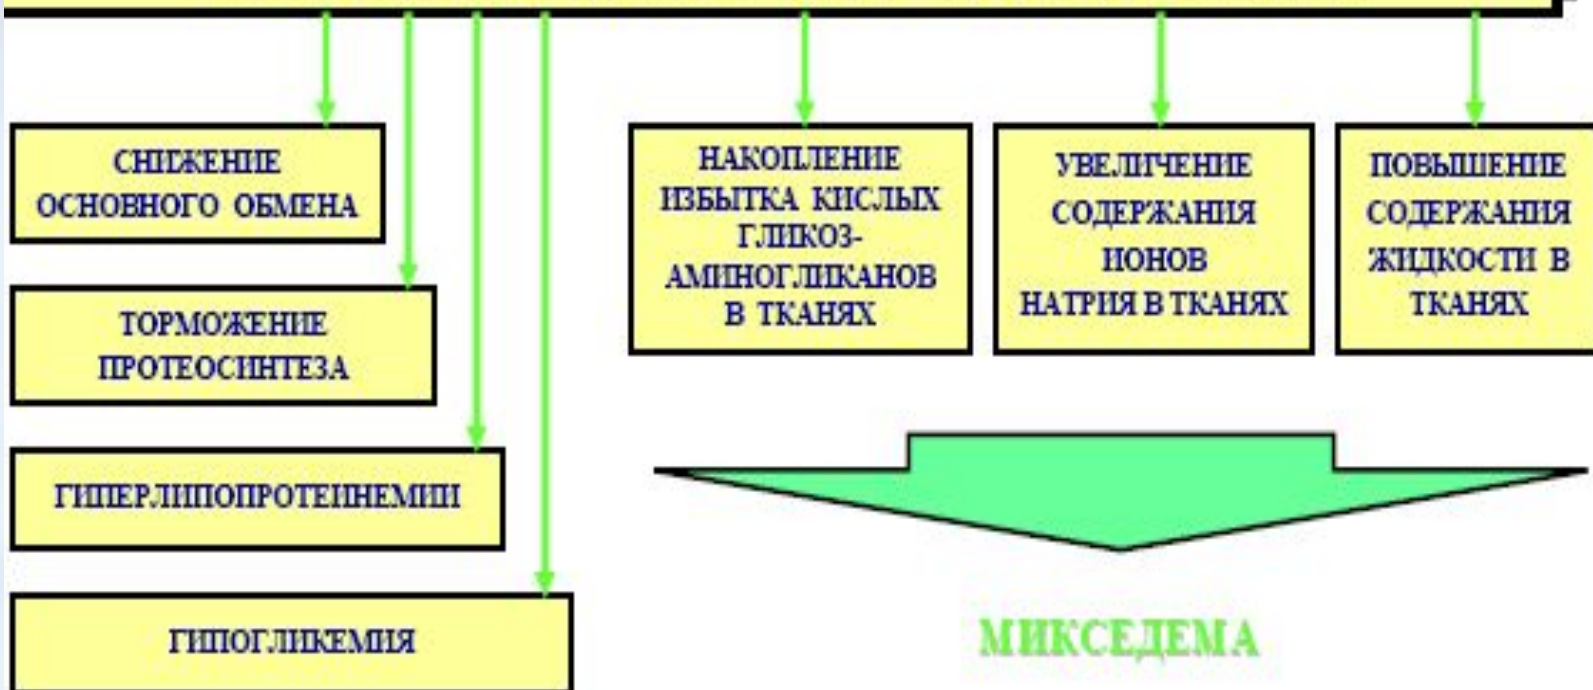 СНИЖЕНИЕ
ОСНОВНОГО ОБМЕНА
ТОРМОЖЕНИЕ
ПРОТЕОСИНТЕЗА
ГИПЕРЛИПОПРОТЕИНЕМИИ
ГИПОГЛИКЕМИЯ
НАКОПЛЕНИЕ
ИЗБЫТКА КИСЛЫХ
ГЛИКОЗ-
АМИНОГЛИКАНОВ
В ТКАНЯХ
УВЕЛИЧЕНИЕ
СОДЕРЖАНИЯ
ИОНОВ
НАТРИЯ В ТКАНЯХ
ПОВЫШЕНИЕ
СОДЕРЖАНИЯ
ЖИДКОСТИ В
ТКАНЯХ
МИКСЕДЕМА